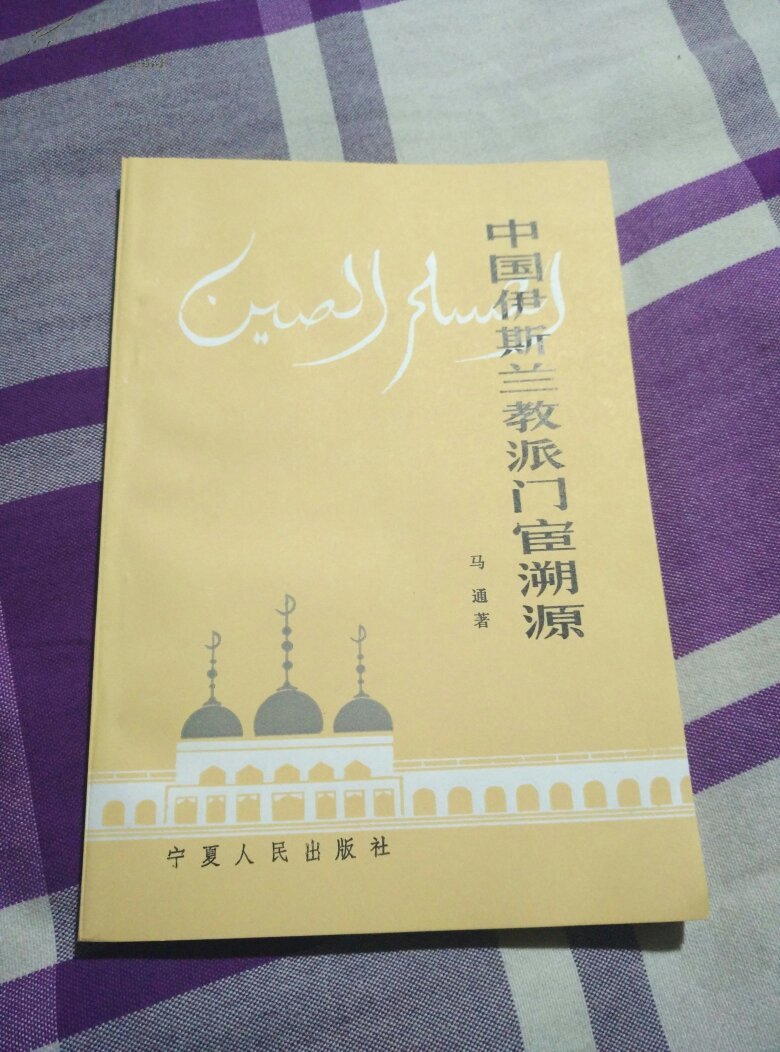 中国伊斯兰教派门宦溯源
马通著
宁夏人民出版社